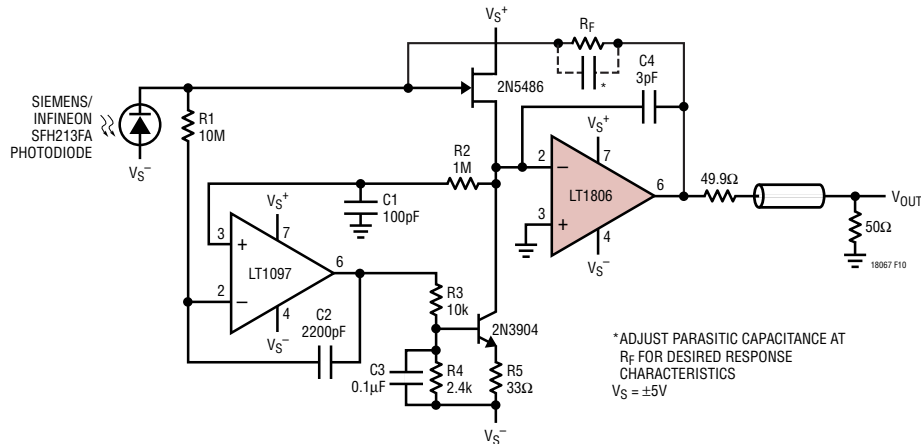 VS+
RF
C4
3pF
2N5486
*
SIEMENS/
INFINEON
SFH213FA
PHOTODIODE
VS−
R1
10M
R2
1M
VS+
2
−
7
LT1806
6
3
+
4
VS−
49.9Ω
VOUT
50Ω
18067 F10
C1
100pF
VS+
3
+
7
LT1097
6
2
−
4
VS−
C2
2200pF
R3
10k
2N3904
C3
0.1µF
R4
2.4k
R5
33Ω
VS−
*ADJUST PARASITIC CAPACITANCE AT
RF FOR DESIRED RESPONSE
CHARACTERISTICS
VS = ±5V